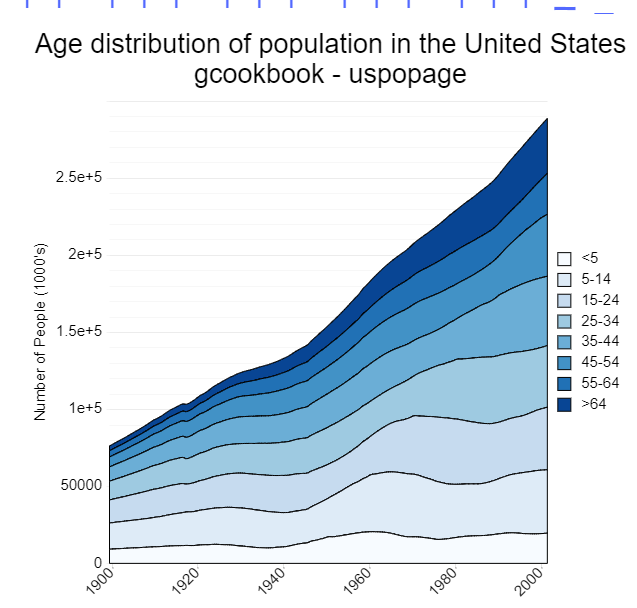 Age distribution of population in the United States
gcookbook - uspopage
Number of People (1000's)
2.5e+5
2e+5
1.5e+5
1e+5
50000
0
1900
1920
1940
1960
1980
2000
<5
5-14
15-24
25-34
35-44
45-54
55-64
>64